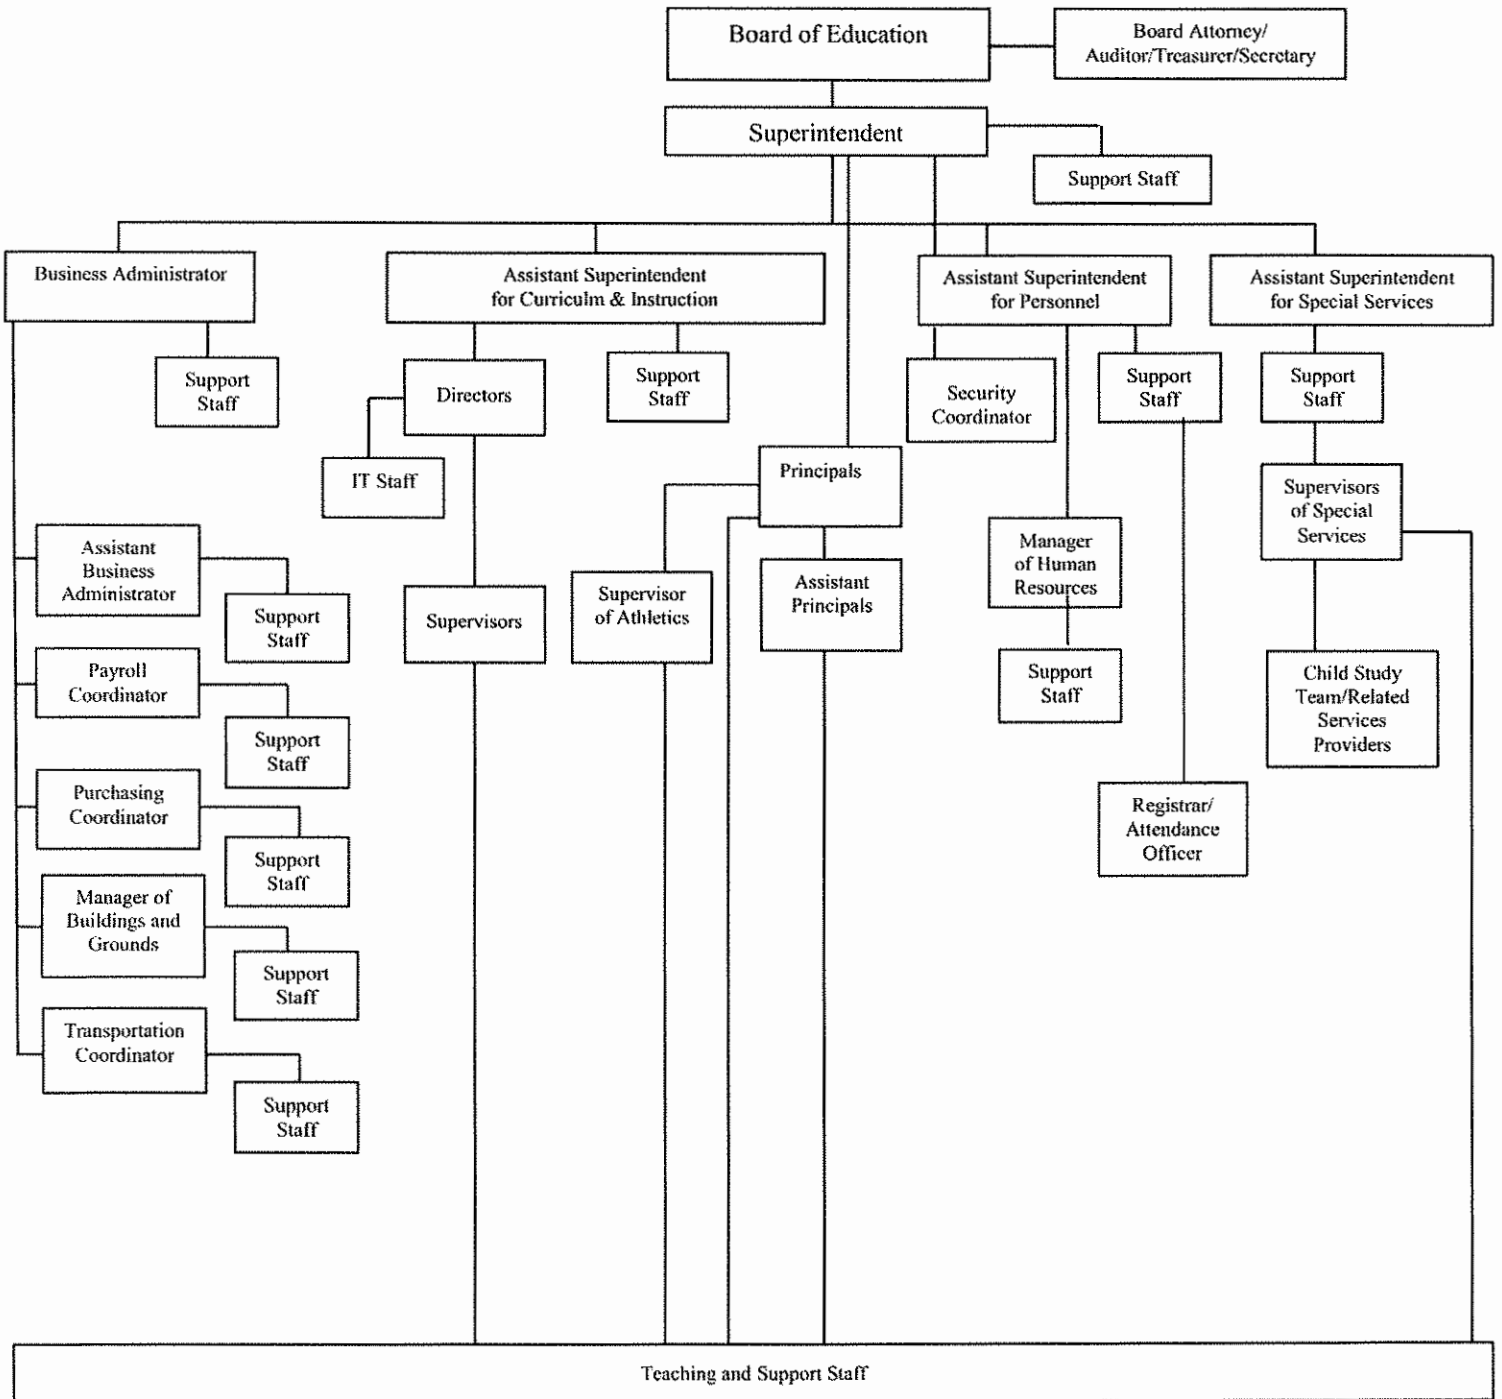 Board of Education
Board Attorney/
Auditor/Treasurer/Secretary
Superintendent
Support Staff
Business Administrator
Assistant Superintendent
for Curriculm & Instruction
Assistant Superintendent
for Personnel
Assistant Superintendent
for Special Services
Support
Staff
Directors
Support
Staff
Security
Coordinator
Support
Staff
Support
Staff
IT Staff
Principals
Supervisors
of Special
Services
Assistant
Business
Administrator
Support
Staff
Supervisors
Supervisor
of Athletics
Assistant
Principals
Manager
of Human
Resources
Support
Staff
Child Study
Team/Related
Services
Providers
Payroll
Coordinator
Support
Staff
Purchasing
Coordinator
Support
Staff
Registrar/
Attendance
Officer
Manager of
Buildings and
Grounds
Support
Staff
Transportation
Coordinator
Support
Staff
Teaching and Support Staff